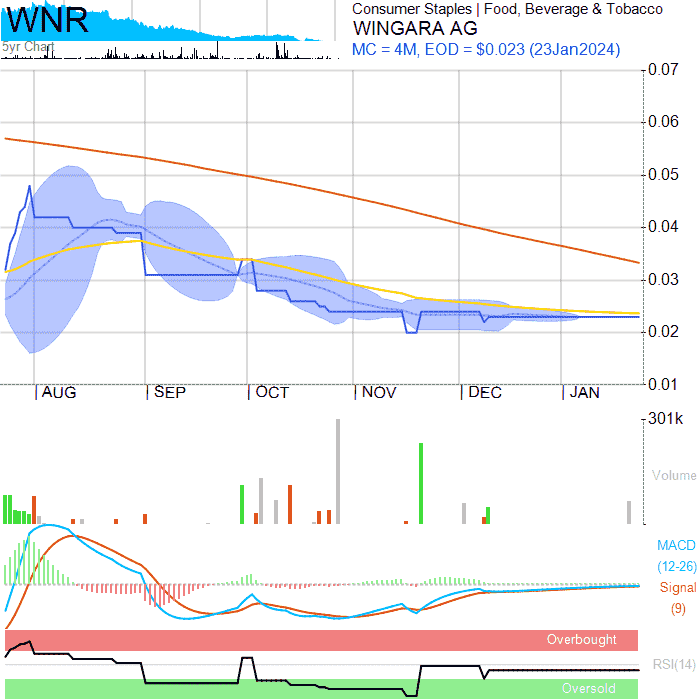 WNR
5yr Chart
Consumer Staples | Food, Beverage & Tobacco
WINGARA AG
MC = 4M, EOD = $0.023 (23Jan2024)
0.07
0.06
0.05
0.04
0.03
0.02
0.01
AUG SEP OCT NOV DEC JAN
301k
Volume
MACD
(12-26)
Signal
(9)
Overbought
RSI(14)
Oversold